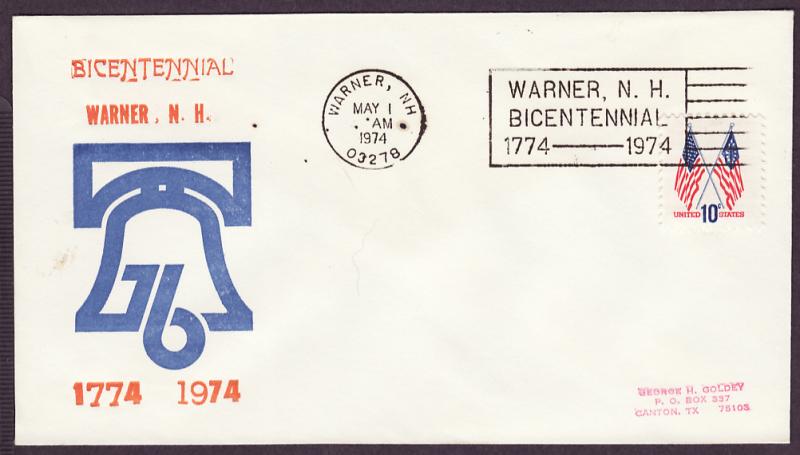 BICENTENNIAL
WARNER, N. H.
76
1774 1974
WARNER, NH
MAY 1
AM
1974
03278
WARNER, N. H.
BICENTENNIAL
1774——1974
UNITED 10c STATES
GEORGE H. GOLDEY
P. O. BOX 337
CANTON, TX 75103